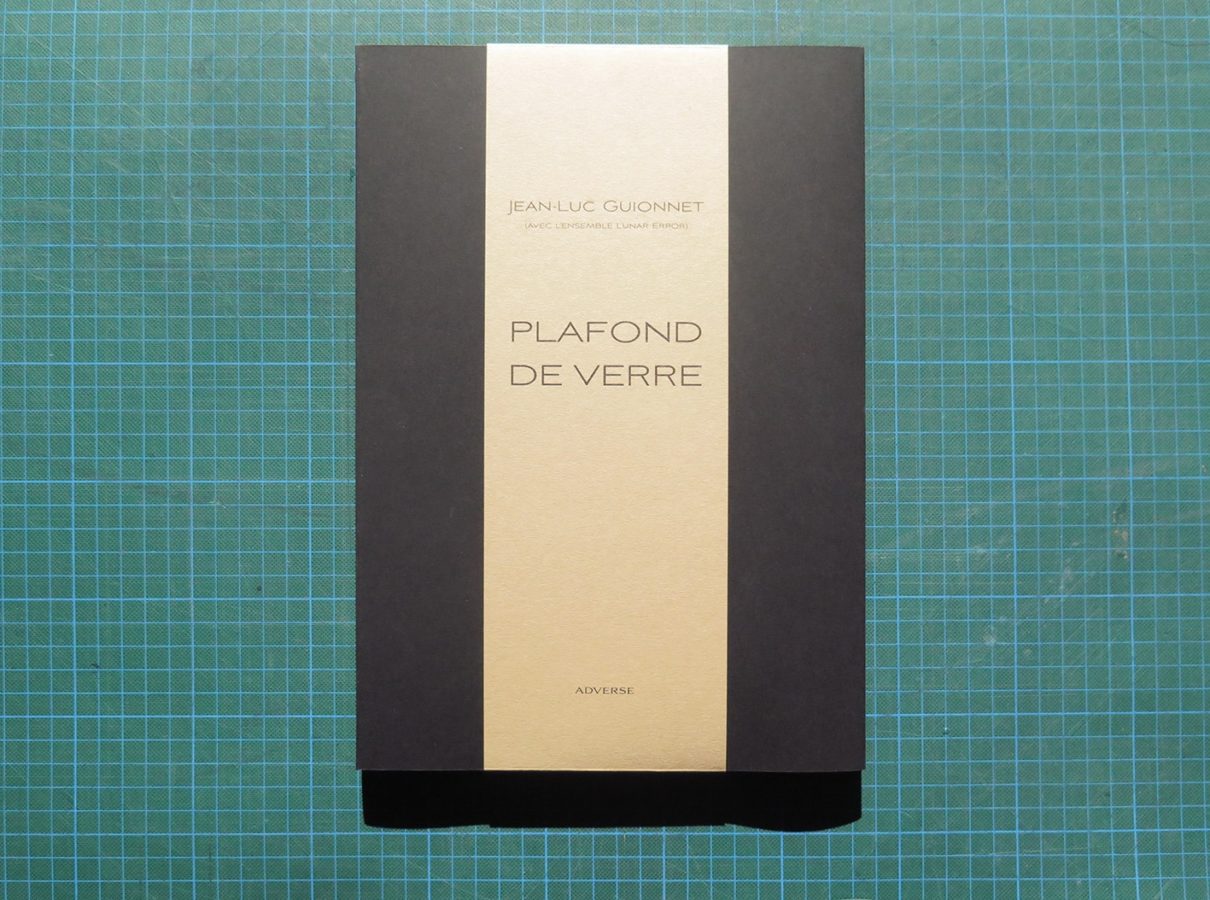 Jean-Luc Guionnet
(avec l'ensemble Lunar Error)
PLAFOND
DE VERRE
ADVERSE